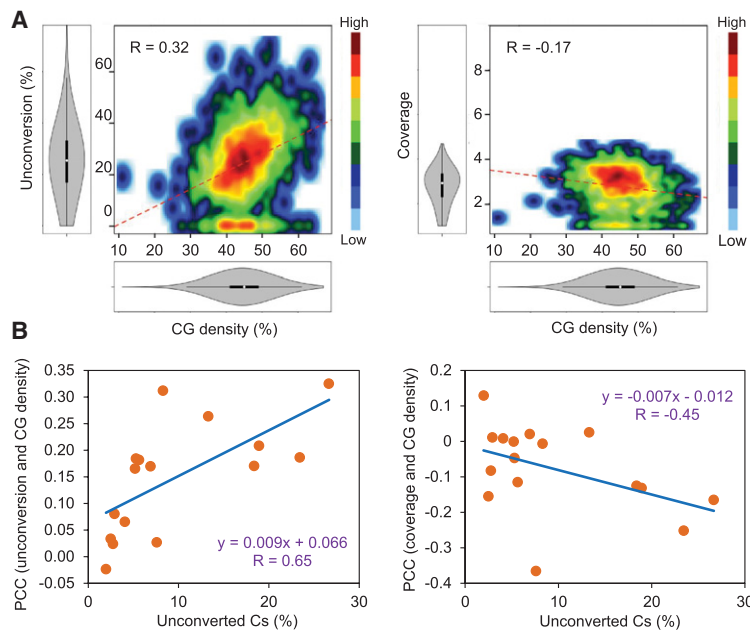 A
High
R = 0.32
60
40
20
0
Unconversion (%)
Low
10 20 30 40 50 60
CG density (%)
High
R = -0.17
8
6
4
2
Coverage
Low
10 20 30 40 50 60
CG density (%)
B
0.35
0.30
0.25
0.20
0.15
0.10
0.05
0.00
-0.05
PCC (unconversion and CG density)
y = 0.009x + 0.066
R = 0.65
0 10 20 30
Unconverted Cs (%)
0.2
0.1
0
-0.1
-0.2
-0.3
-0.4
PCC (coverage and CG density)
y = -0.007x - 0.012
R = -0.45
0 10 20 30
Unconverted Cs (%)